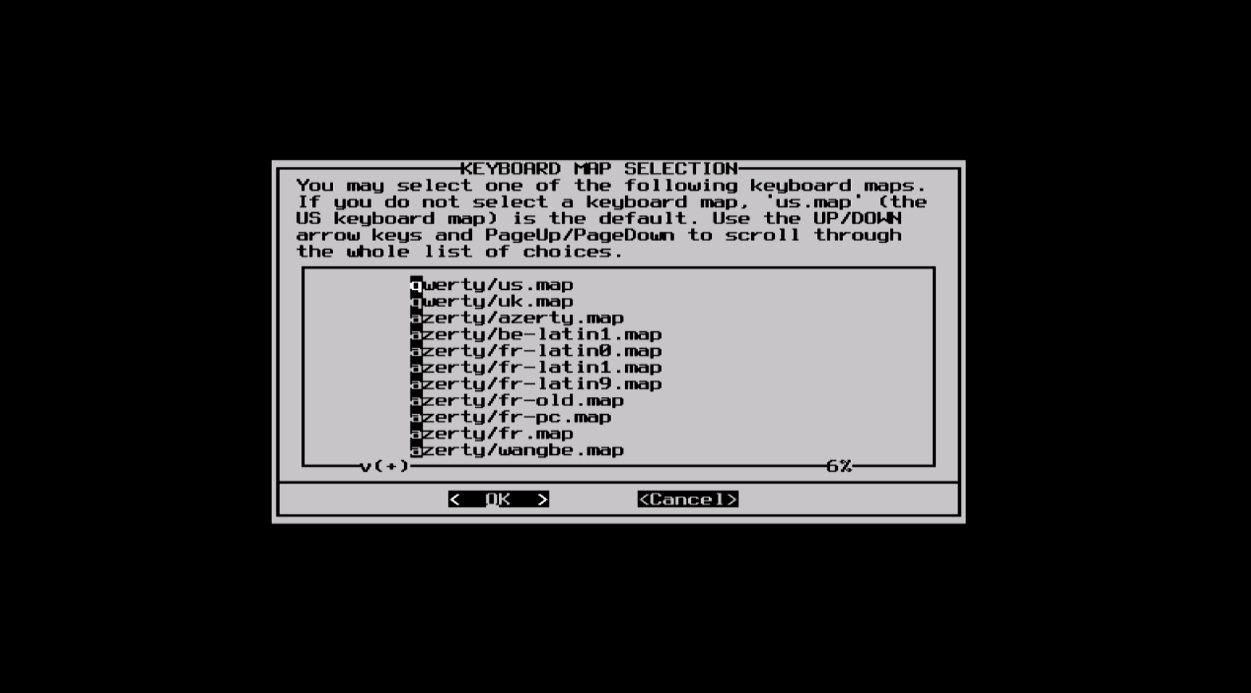 KEYBOARD MAP SELECTION
You may select one of the following keyboard maps.
If you do not select a keyboard map, 'us.map' (the
US keyboard map) is the default. Use the UP/DOWN
arrow keys and PageUp/PageDown to scroll through
the whole list of choices.
qwerty/us.map
qwerty/uk.map
azerty/azerty.map
azerty/be-latin1.map
azerty/fr-latin0.map
azerty/fr-latin1.map
azerty/fr-latin9.map
azerty/fr-old.map
azerty/fr-pc.map
azerty/fr.map
azerty/wangbe.map
v(+) 6%
< OK > <Cancel>